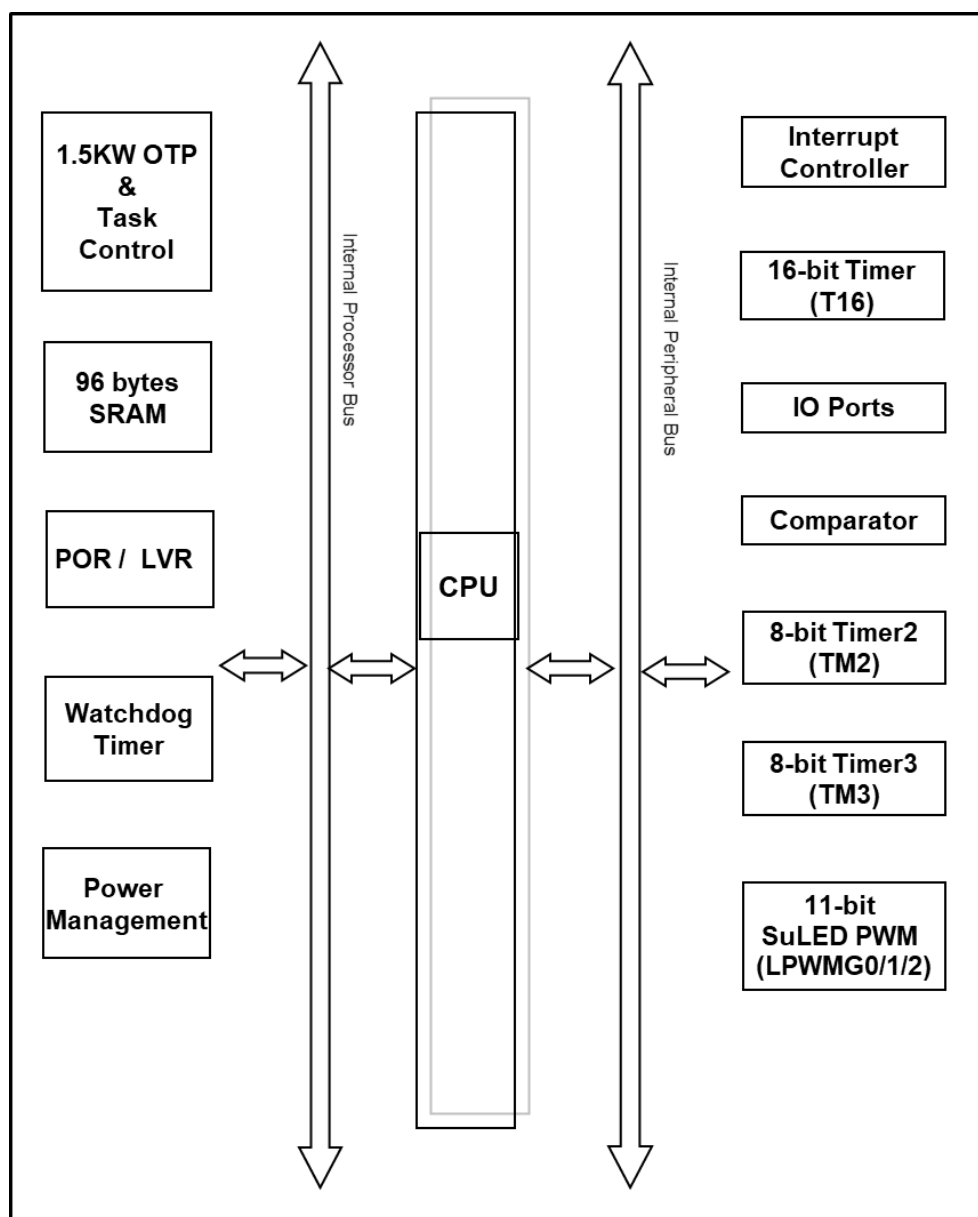 1.5KW OTP
&
Task
Control
96 bytes
SRAM
POR / LVR
Watchdog
Timer
Power
Management
Internal Processor Bus
CPU
Internal Peripheral Bus
Interrupt
Controller
16-bit Timer
(T16)
IO Ports
Comparator
8-bit Timer2
(TM2)
8-bit Timer3
(TM3)
11-bit
SuLED PWM
(LPWMG0/1/2)